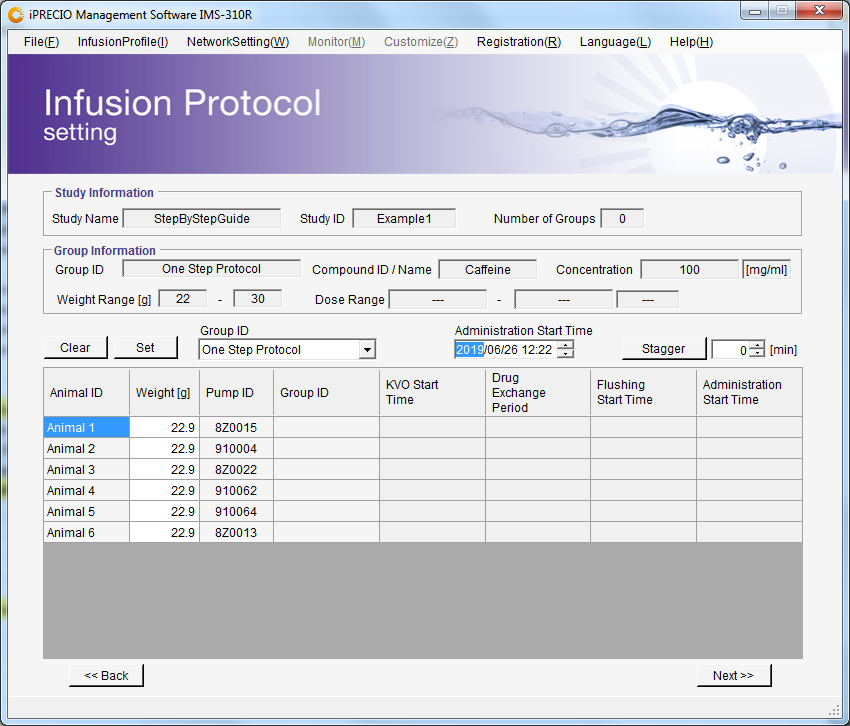 iPRECIO Management Software IMS-310R
File(F) InfusionProfile(I) NetworkSetting(W) Monitor(M) Customize(Z) Registration(R) Language(L) Help(H)
Infusion Protocol
setting
Study Information
Study Name StepByStepGuide Study ID Example1 Number of Groups 0
Group Information
Group ID One Step Protocol Compound ID / Name Caffeine Concentration 100 [mg/ml]
Weight Range [g] 22 - 30 Dose Range --- - --- ---
Group ID Administration Start Time
Clear Set One Step Protocol 2019/06/26 12:22 Stagger 0 [min]
Animal ID Weight [g] Pump ID Group ID KVO Start Time Drug Exchange Period Flushing Start Time Administration Start Time
Animal 1 22.9 8Z0015
Animal 2 22.9 910004
Animal 3 22.9 8Z0022
Animal 4 22.9 910062
Animal 5 22.9 910064
Animal 6 22.9 8Z0013
<< Back Next >>